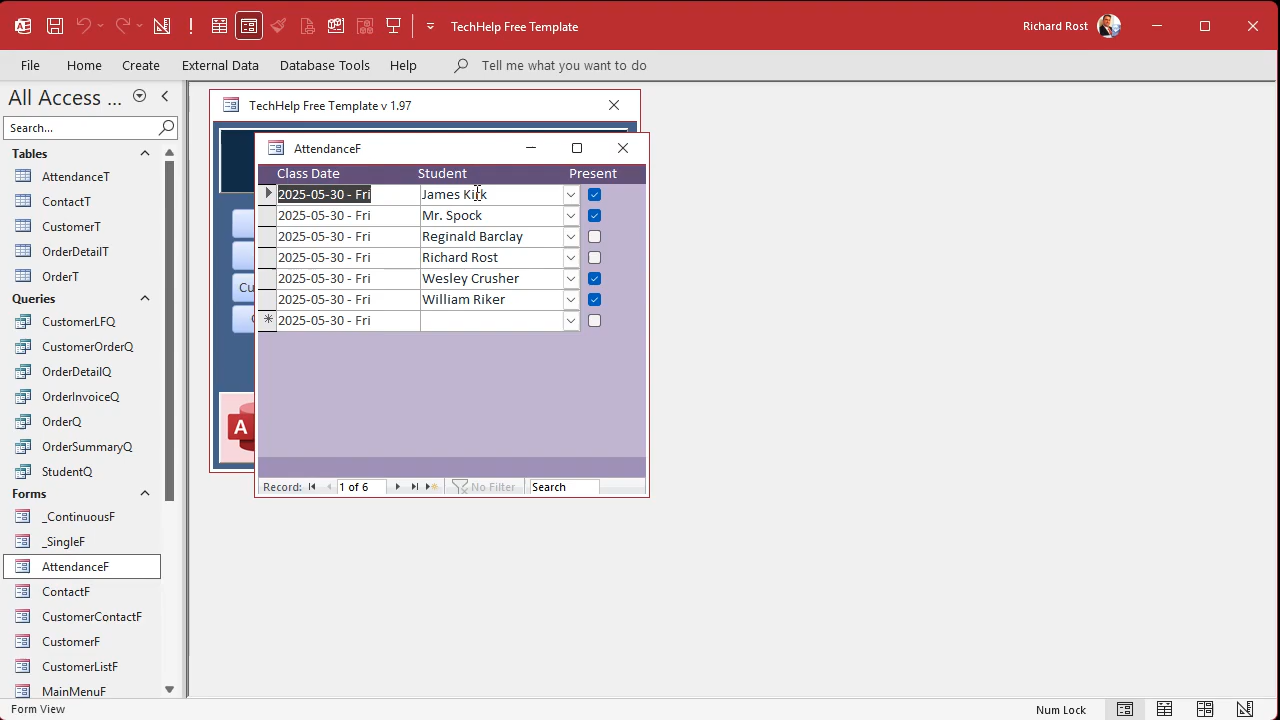 TechHelp Free Template
Richard Rost
File Home Create External Data Database Tools Help Tell me what you want to do
All Access ...
Search...
Tables
AttendanceT
ContactT
CustomerT
OrderDetailT
OrderT
Queries
CustomerLFQ
CustomerOrderQ
OrderDetailQ
OrderInvoiceQ
OrderQ
OrderSummaryQ
StudentQ
Forms
_ContinuousF
_SingleF
AttendanceF
ContactF
CustomerContactF
CustomerF
CustomerListF
MainMenuF
TechHelp Free Template v 1.97
Cu
A
AttendanceF
Class Date Student Present
2025-05-30 - Fri James Kirk
2025-05-30 - Fri Mr. Spock
2025-05-30 - Fri Reginald Barclay
2025-05-30 - Fri Richard Rost
2025-05-30 - Fri Wesley Crusher
2025-05-30 - Fri William Riker
2025-05-30 - Fri
Record: 1 of 6 No Filter Search
Form View
Num Lock